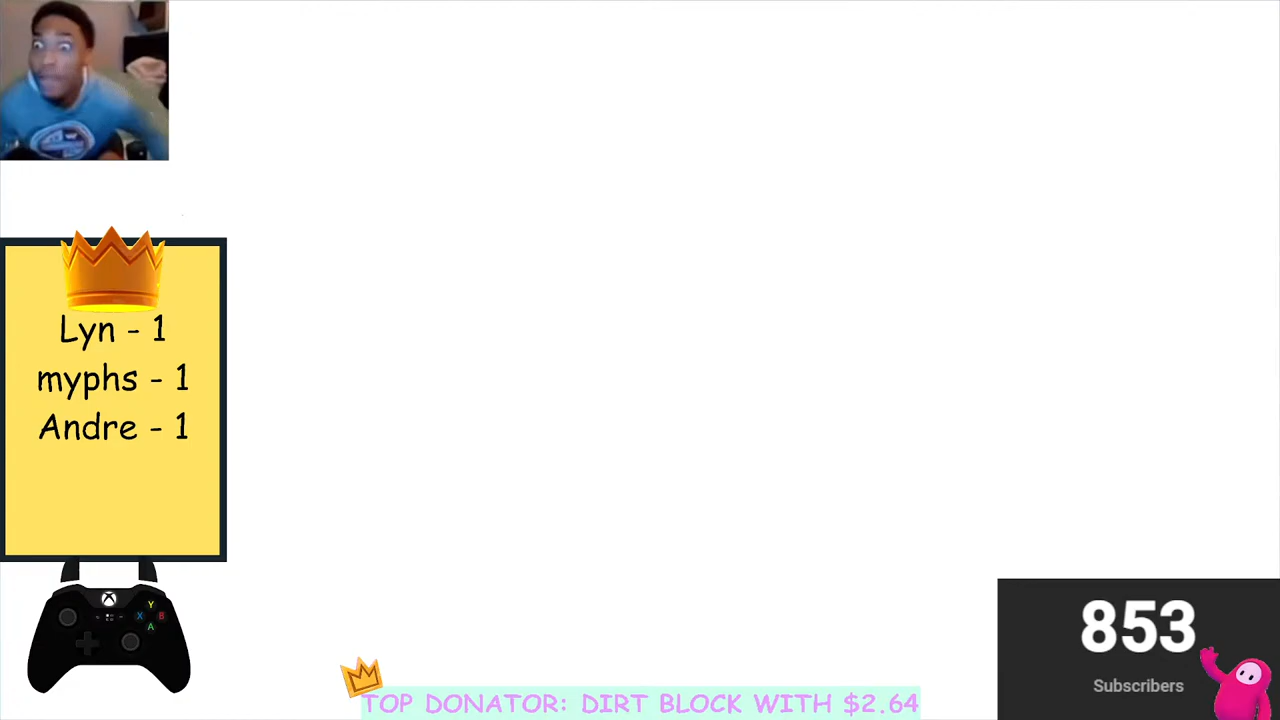 Lyn - 1
myphs - 1
Andre - 1
Y
X B
A
853
Subscribers
TOP DONATOR: DIRT BLOCK WITH $2.64